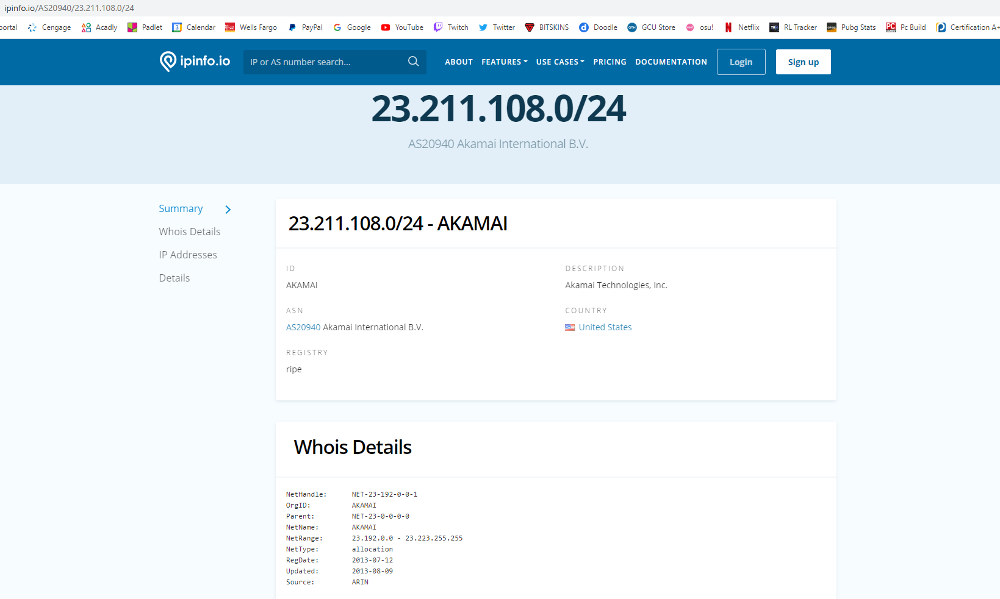 ipinfo.io/AS20940/23.211.108.0/24
portal Cengage Acadly Padlet Calendar Wells Fargo PayPal Google YouTube Twitch Twitter BITSKINS Doodle GCU Store osu! Netflix RL Tracker Pubg Stats Pc Build Certification A+
ipinfo.io IP or AS number search... ABOUT FEATURES USE CASES PRICING DOCUMENTATION Login Sign up
23.211.108.0/24
AS20940 Akamai International B.V.
Summary
Whois Details
IP Addresses
Details
23.211.108.0/24 - AKAMAI
ID
AKAMAI
DESCRIPTION
Akamai Technologies, Inc.
ASN
AS20940 Akamai International B.V.
COUNTRY
United States
REGISTRY
ripe
Whois Details
NetHandle: NET-23-192-0-0-1
OrgID: AKAMAI
Parent: NET-23-0-0-0-0
NetName: AKAMAI
NetRange: 23.192.0.0 - 23.223.255.255
NetType: allocation
RegDate: 2013-07-12
Updated: 2013-08-09
Source: ARIN